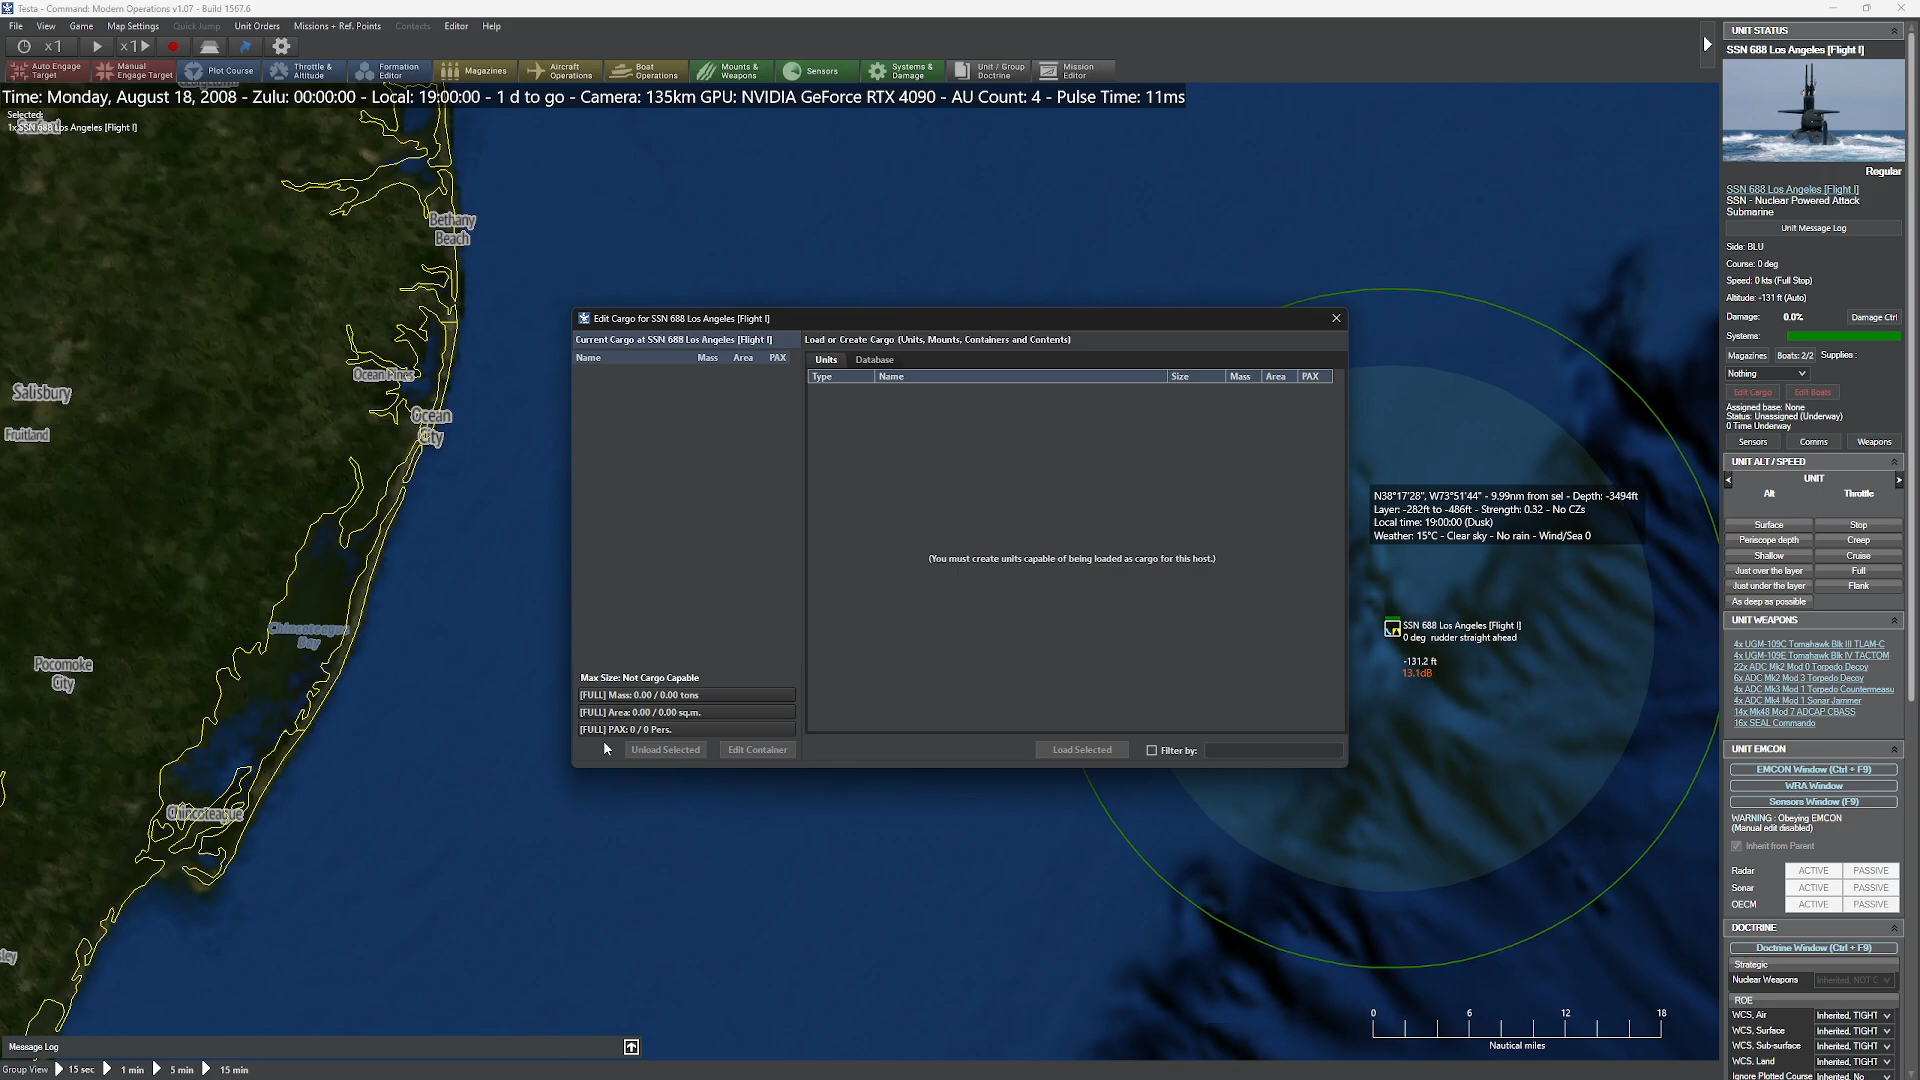 Testa - Command: Modern Operations v1.07 - Build 1567.6
File View Game Map Settings Quick Jump Unit Orders Missions + Ref. Points Contacts Editor Help
x1 x1
Auto Engage Target
Manual Engage Target
Plot Course
Throttle & Altitude
Formation Editor
Magazines
Aircraft Operations
Boat Operations
Mounts & Weapons
Sensors
Systems & Damage
Unit / Group Doctrine
Mission Editor
Time: Monday, August 18, 2008 - Zulu: 00:00:00 - Local: 19:00:00 - 1 d to go - Camera: 135km GPU: NVIDIA GeForce RTX 4090 - AU Count: 4 - Pulse Time: 11ms
Selected:
1x SSN 688 Los Angeles [Flight I]
Bethany
Beach
Ocean Pines
Salisbury
Fruitland
Ocean
City
Chincoteague
Bay
Pocomoke
City
Chincoteague
Edit Cargo for SSN 688 Los Angeles [Flight I]
Current Cargo at SSN 688 Los Angeles [Flight I]
Name Mass Area PAX
Load or Create Cargo (Units, Mounts, Containers and Contents)
Units Database
Type Name Size Mass Area PAX
(You must create units capable of being loaded as cargo for this host.)
Max Size: Not Cargo Capable
[FULL] Mass: 0.00 / 0.00 tons
[FULL] Area: 0.00 / 0.00 sq.m.
[FULL] PAX: 0 / 0 Pers.
Unload Selected Edit Container
Load Selected Filter by:
N38°17'28", W73°51'44" - 9.99nm from sel - Depth: -3494ft
Layer: -282ft to -486ft - Strength: 0.32 - No CZs
Local time: 19:00:00 (Dusk)
Weather: 15°C - Clear sky - No rain - Wind/Sea 0
SSN 688 Los Angeles [Flight I]
0 deg rudder straight ahead
-131.2 ft
13.1dB
0 6 12 18
Nautical miles
Message Log
Group View 15 sec 1 min 5 min 15 min
UNIT STATUS
SSN 688 Los Angeles [Flight I]
Regular
SSN 688 Los Angeles [Flight I]
SSN - Nuclear Powered Attack
Submarine
Unit Message Log
Side: BLU
Course: 0 deg
Speed: 0 kts (Full Stop)
Altitude: -131 ft (Auto)
Damage: 0.0% Damage Ctrl
Systems:
Magazines Boats: 2/2 Supplies:
Nothing
Edit Cargo Edit Boats
Assigned base: None
Status: Unassigned (Underway)
0 Time Underway
Sensors Comms Weapons
UNIT ALT / SPEED
UNIT
Alt Throttle
Surface Stop
Periscope depth Creep
Shallow Cruise
Just over the layer Full
Just under the layer Flank
As deep as possible
UNIT WEAPONS
4x UGM-109C Tomahawk Blk III TLAM-C
4x UGM-109E Tomahawk Blk IV TACTOM
22x ADC Mk2 Mod 0 Torpedo Decoy
6x ADC Mk2 Mod 3 Torpedo Decoy
4x ADC Mk3 Mod 1 Torpedo Countermeasu
4x ADC Mk4 Mod 1 Sonar Jammer
14x Mk48 Mod 7 ADCAP CBASS
16x SEAL Commando
UNIT EMCON
EMCON Window (Ctrl + F9)
WRA Window
Sensors Window (F9)
WARNING : Obeying EMCON
(Manual edit disabled)
Inherit from Parent
Radar ACTIVE PASSIVE
Sonar ACTIVE PASSIVE
OECM ACTIVE PASSIVE
DOCTRINE
Doctrine Window (Ctrl + F9)
Strategic
Nuclear Weapons Inherited, NOT
ROE
WCS, Air Inherited, TIGHT
WCS, Surface Inherited, TIGHT
WCS, Sub-surface Inherited, TIGHT
WCS, Land Inherited, TIGHT
Ignore Plotted Course Inherited, No